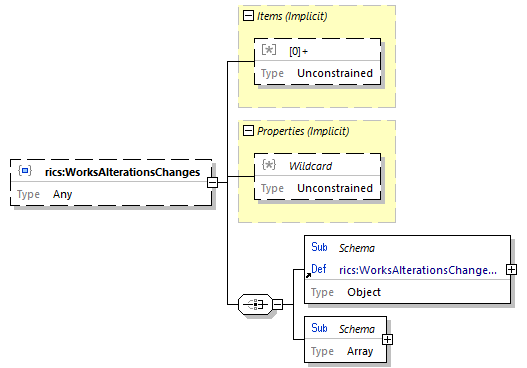 Items (Implicit)
[0]+
Type Unconstrained
Properties (Implicit)
Wildcard
Type Unconstrained
rics:WorksAlterationsChanges
Type Any
Sub Schema
Def rics:WorksAlterationsChange...
Type Object
Sub Schema
Type Array